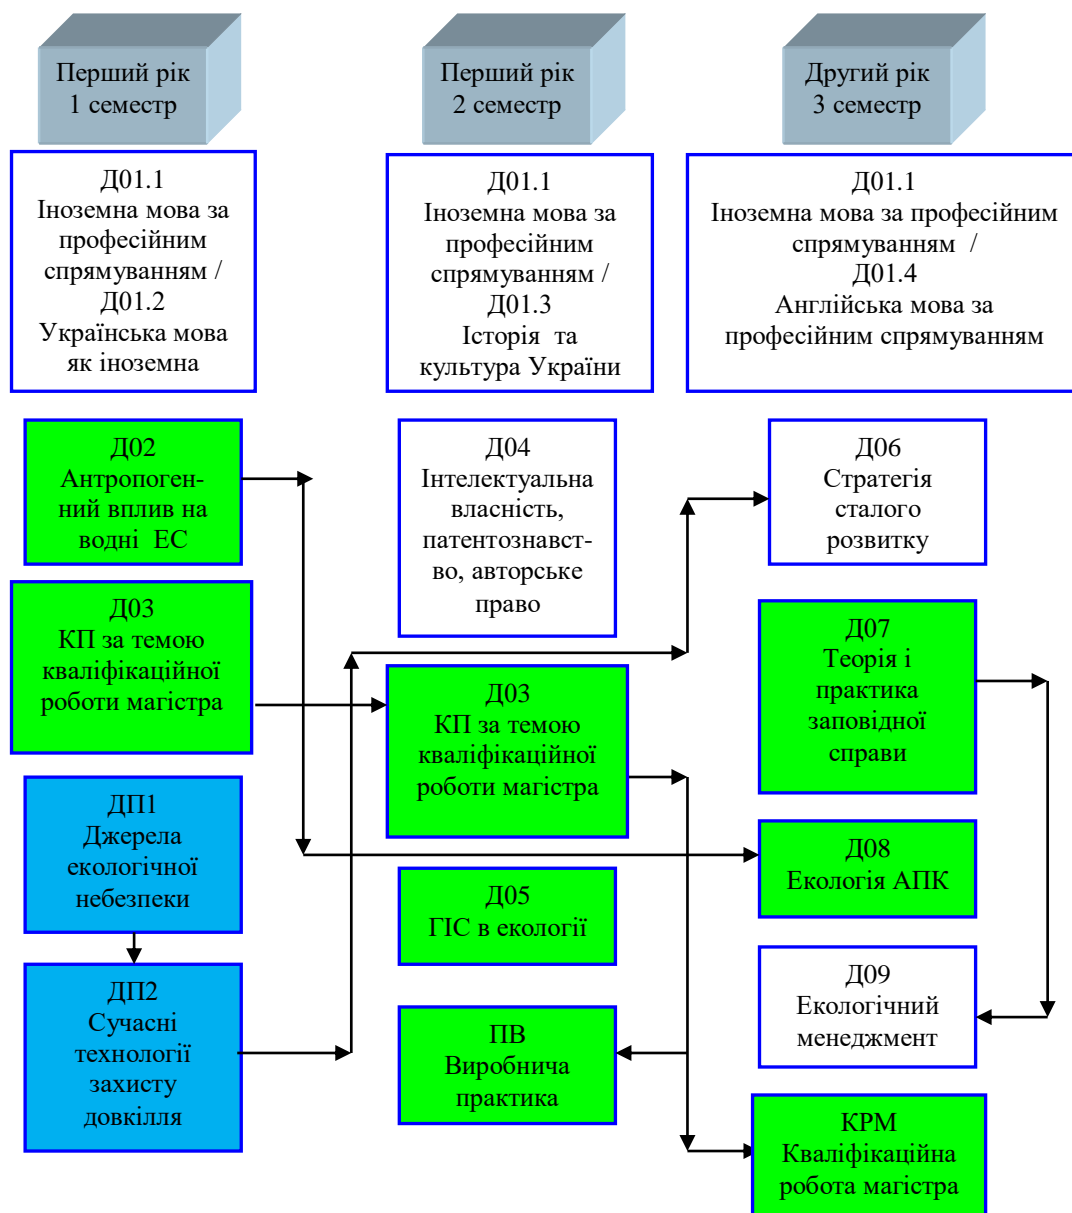 Перший рік
1 семестр
Перший рік
2 семестр
Другий рік
3 семестр
Д01.1
Іноземна мова за
професійним
спрямуванням /
Д01.2
Українська мова
як іноземна
Д01.1
Іноземна мова за
професійним
спрямуванням /
Д01.3
Історія та
культура України
Д01.1
Іноземна мова за професійним
спрямуванням /
Д01.4
Англійська мова за
професійним спрямуванням
Д02
Антропоген-
ний вплив на
водні ЕС
Д04
Інтелектуальна
власність,
патентознавст-
во, авторське
право
Д06
Стратегія
сталого
розвитку
Д03
КП за темою
кваліфікаційної
роботи магістра
Д03
КП за темою
кваліфікаційної
роботи магістра
Д07
Теорія і
практика
заповідної
справи
ДП1
Джерела
екологічної
небезпеки
Д05
ГІС в екології
Д08
Екологія АПК
ДП2
Сучасні
технології
захисту
довкілля
ПВ
Виробнича
практика
Д09
Екологічний
менеджмент
КРМ
Кваліфікаційна
робота магістра